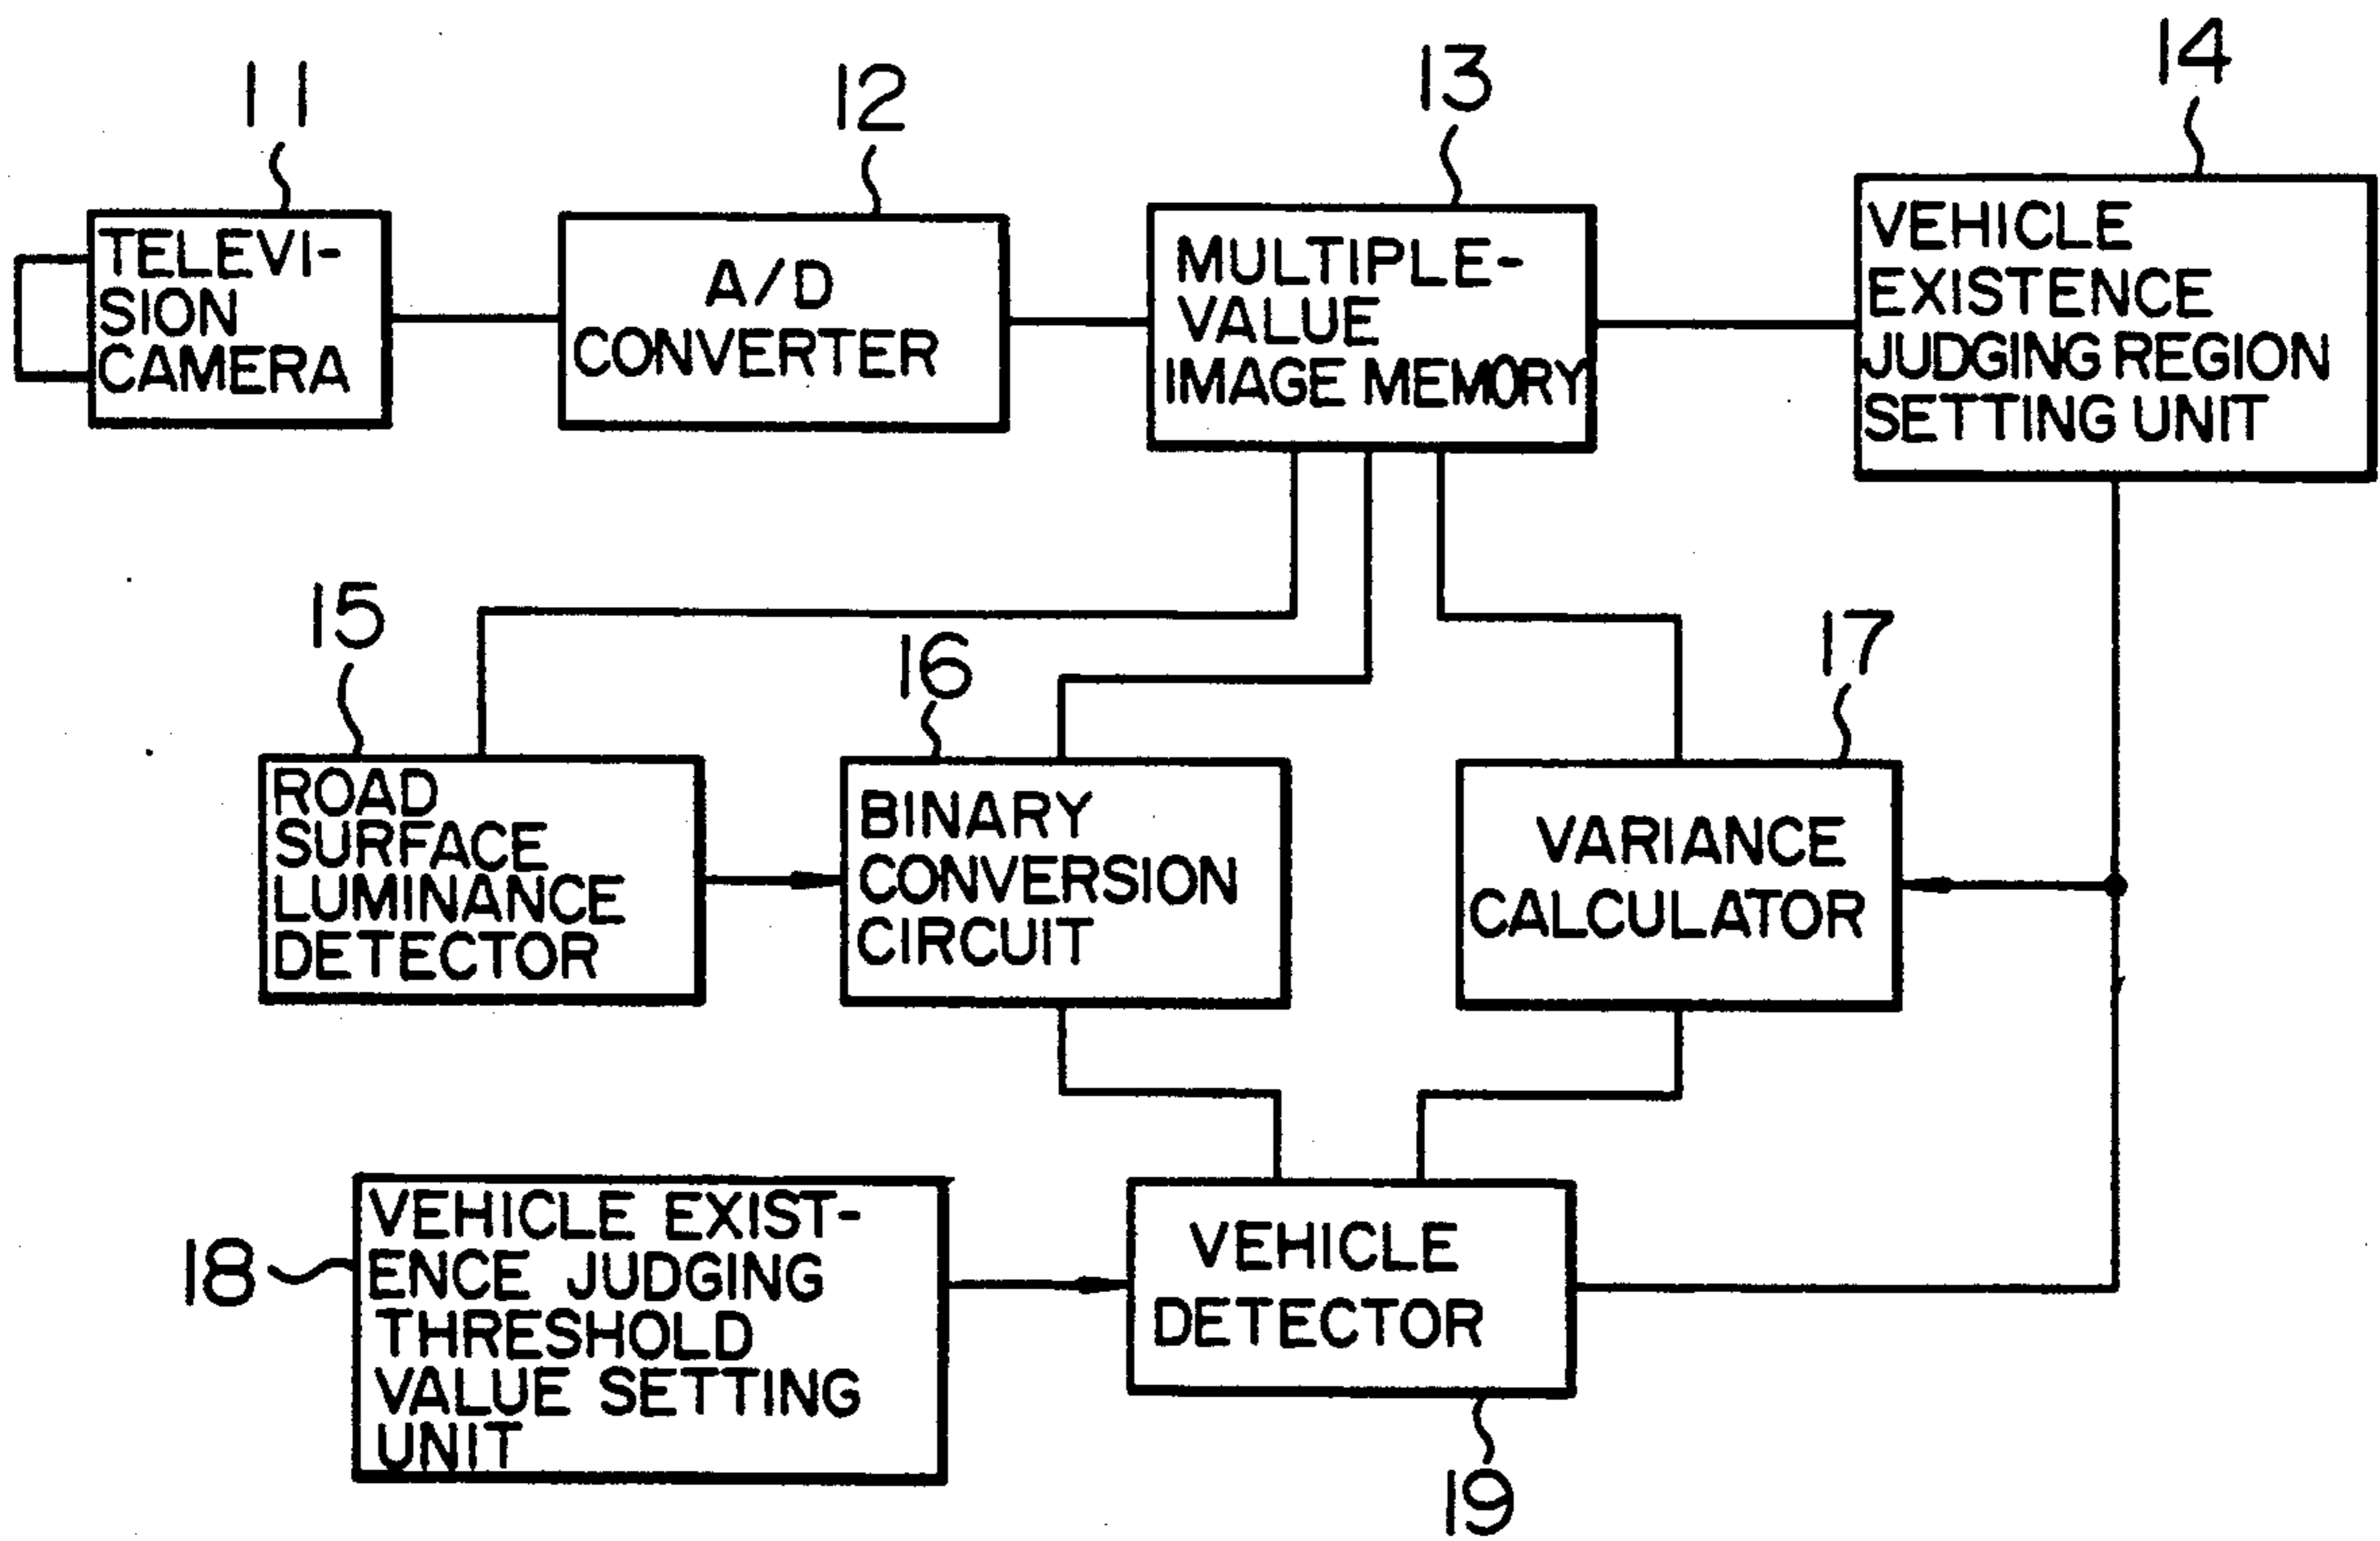 11
12
13
14
TELEVI-
SION
CAMERA
A/D
CONVERTER
MULTIPLE-
VALUE
IMAGE MEMORY
VEHICLE
EXISTENCE
JUDGING REGION
SETTING UNIT
15
16
17
ROAD
SURFACE
LUMINANCE
DETECTOR
BINARY
CONVERSION
CIRCUIT
VARIANCE
CALCULATOR
18
VEHICLE EXIST-
ENCE JUDGING
THRESHOLD
VALUE SETTING
UNIT
VEHICLE
DETECTOR
19